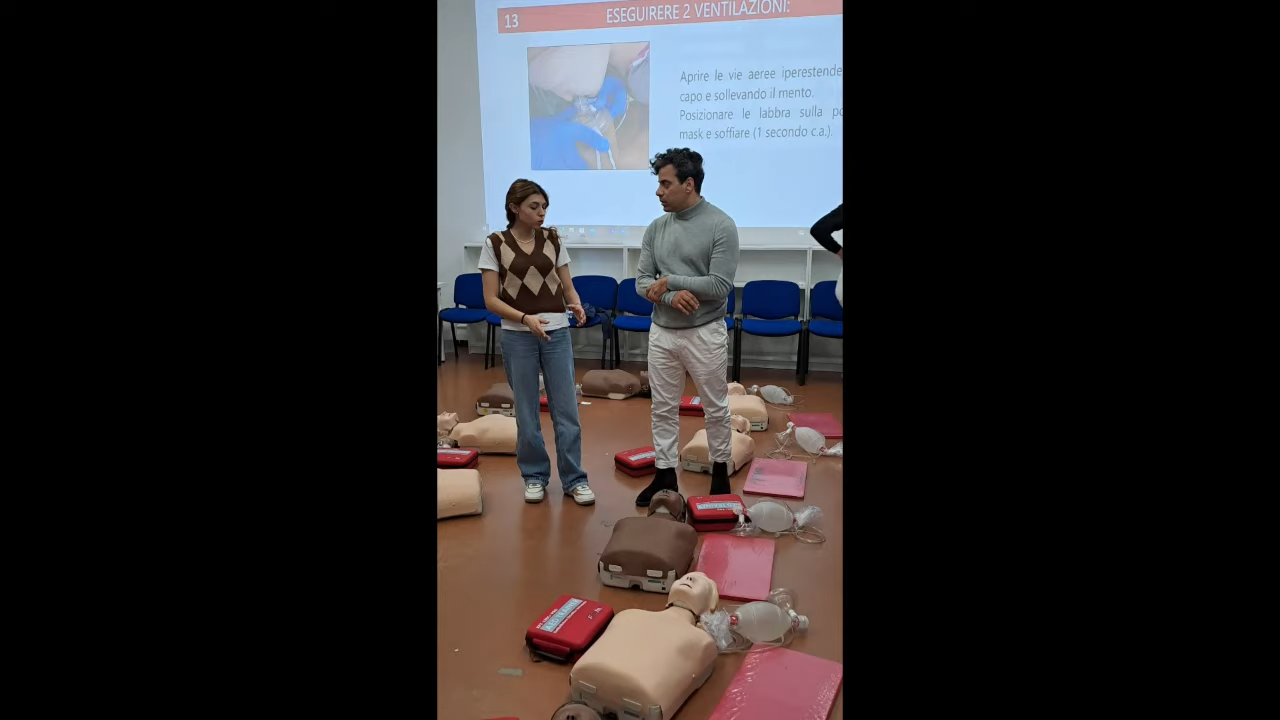 13
ESEGUIRERE 2 VENTILAZIONI:
Aprire le vie aeree iperestende
capo e sollevando il mento.
Posizionare le labbra sulla po
mask e soffiare (1 secondo c.a.).